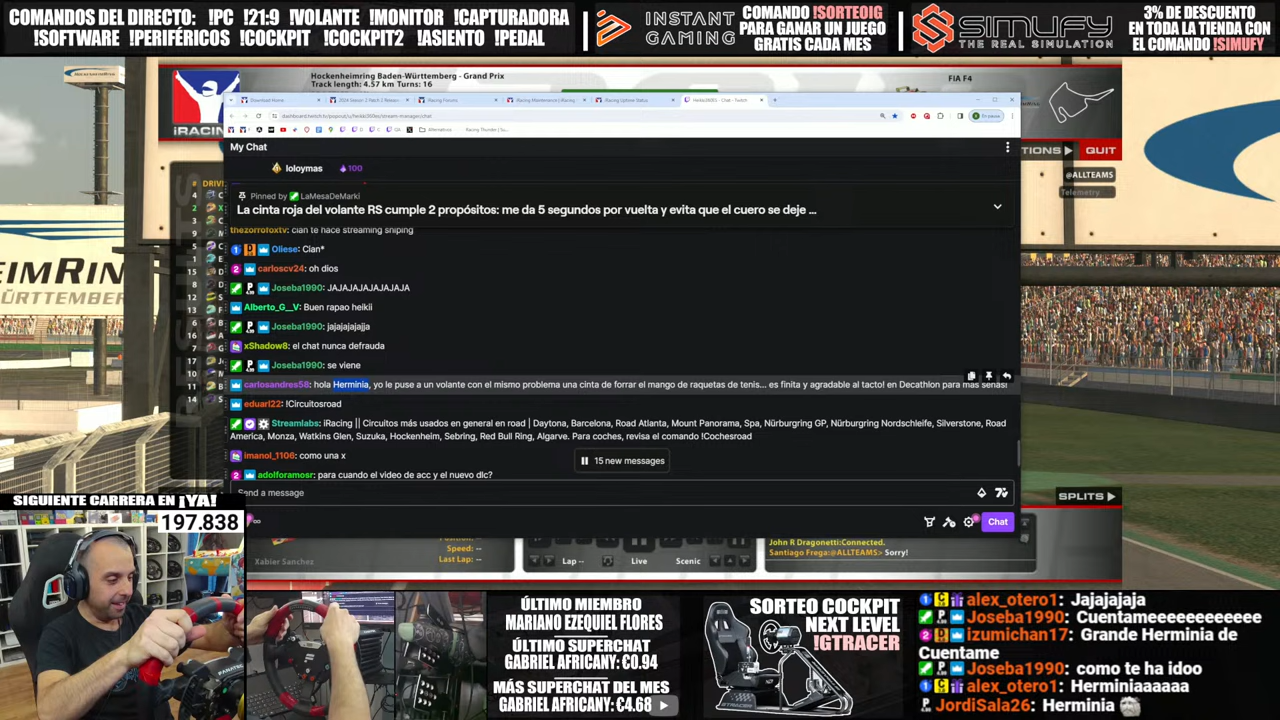 COMANDOS DEL DIRECTO: !PC !21:9 !VOLANTE !MONITOR !CAPTURADORA
!SOFTWARE !PERIFÉRICOS !COCKPIT !COCKPIT2 !ASIENTO !PEDAL
INSTANT
GAMING
COMANDO !SORTEOIG
PARA GANAR UN JUEGO
GRATIS CADA MES
SIMUFY
THE REAL SIMULATION
3% DE DESCUENTO
EN TODA LA TIENDA CON
EL COMANDO !SIMUFY
Hockenheimring Baden-Württemberg - Grand Prix
Track length: 4.57 km Turns: 16
FIA F4
My Chat
QUIT
loloymas 100
@ALLTEAMS
Telemetry
Pinned by LaMesaDeMarki
La cinta roja del volante RS cumple 2 propósitos: me da 5 segundos por vuelta y evita que el cuero se deje ...
thezorrofoxtv: cian te hace streaming sniping
Oliese: Cian*
carloscv24: oh dios
Joseba1990: JAJAJAJAJAJAJAJA
Alberto_G__V: Buen rapao heikii
Joseba1990: jajajajajajja
xShadow8: el chat nunca defrauda
Joseba1990: se viene
carlosandres58: hola Herminia, yo le puse a un volante con el mismo problema una cinta de forrar el mango de raquetas de tenis... es finita y agradable al tacto! en Decathlon para más señas!
eduarl22: !Circuitosroad
Streamlabs: iRacing || Circuitos más usados en general en road | Daytona, Barcelona, Road Atlanta, Mount Panorama, Spa, Nürburgring GP, Nürburgring Nordschleife, Silverstone, Road
America, Monza, Watkins Glen, Suzuka, Hockenheim, Sebring, Red Bull Ring, Algarve. Para coches, revisa el comando !Cochesroad
imanol_1106: como una x
15 new messages
adolforamosr: para cuando el video de acc y el nuevo dlc?
Send a message
SPLITS
Chat
SIGUIENTE CARRERA EN ¡YA!
197.838
Xabier Sanchez
Speed: --
Last Lap: --
Lap --
Live
Scenic
John R Dragonetti:Connected.
Santiago Frega:@ALLTEAMS> Sorry!
ÚLTIMO MIEMBRO
MARIANO EZEQUIEL FLORES
ÚLTIMO SUPERCHAT
GABRIEL AFRICANY: €0.94
MÁS SUPERCHAT DEL MES
GABRIEL AFRICANY: €4.68
SORTEO COCKPIT
NEXT LEVEL
!GTRACER
alex_otero1: Jajajajaja
Joseba1990: Cuentameeeeeeeeeeee
izumichan17: Grande Herminia de
Cuentame
Joseba1990: como te ha idoo
alex_otero1: Herminiaaaaaa
JordiSala26: Herminia